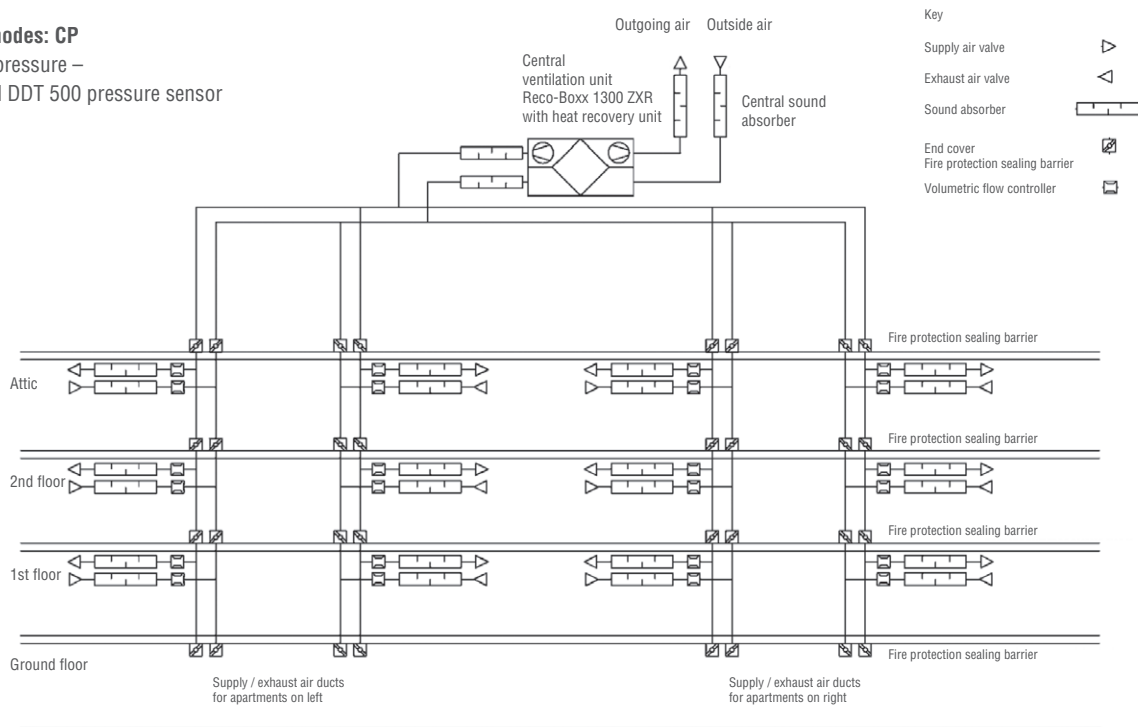 nodes: CP
pressure –
DDT 500 pressure sensor
Outgoing air
Outside air
Central
ventilation unit
Reco-Boxx 1300 ZXR
with heat recovery unit
Central sound
absorber
Key
Supply air valve
Exhaust air valve
Sound absorber
End cover
Fire protection sealing barrier
Volumetric flow controller
Fire protection sealing barrier
Attic
Fire protection sealing barrier
2nd floor
Fire protection sealing barrier
1st floor
Fire protection sealing barrier
Ground floor
Supply / exhaust air ducts
for apartments on left
Supply / exhaust air ducts
for apartments on right